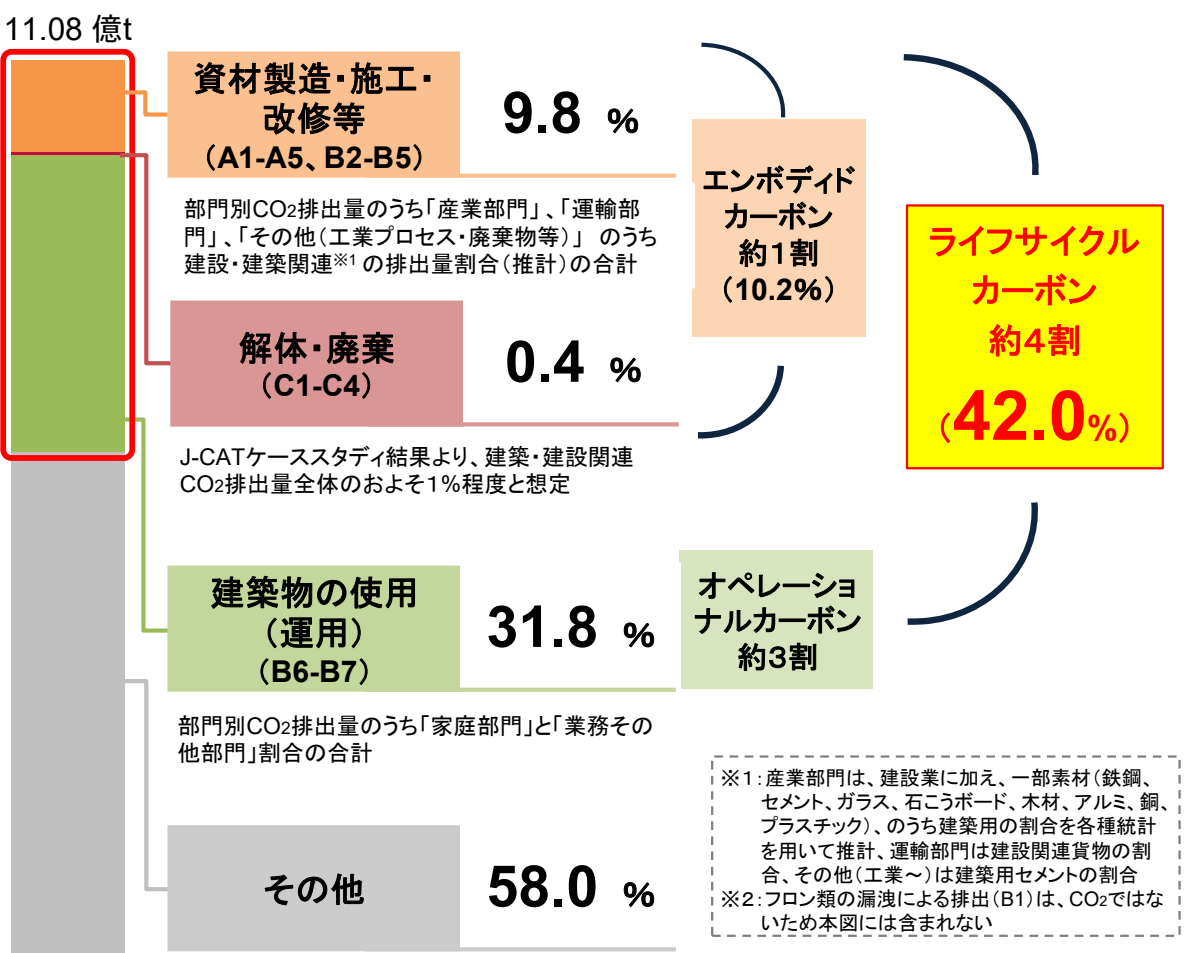 11.08 億t
資材製造・施工・
改修等
（A1-A5、B2-B5）
9.8 %
部門別CO2排出量のうち「産業部門」、「運輸部
門」、「その他（工業プロセス・廃棄物等）」 のうち
建設・建築関連※1 の排出量割合（推計）の合計
解体・廃棄
（C1-C4）
0.4 %
J-CATケーススタディ結果より、建築・建設関連
CO2排出量全体のおよそ1％程度と想定
エンボディド
カーボン
約１割
（10.2%）
建築物の使用
（運用）
（B6-B7）
31.8 %
部門別CO2排出量のうち「家庭部門」と「業務その
他部門」割合の合計
オペレーショ
ナルカーボン
約３割
ライフサイクル
カーボン
約４割
（42.0%）
その他
58.0 %
※１：産業部門は、建設業に加え、一部素材（鉄鋼、
セメント、ガラス、石こうボード、木材、アルミ、銅、
プラスチック）、のうち建築用の割合を各種統計
を用いて推計、運輸部門は建設関連貨物の割
合、その他（工業～）は建築用セメントの割合
※２：フロン類の漏洩による排出（B1）は、CO2ではな
いため本図には含まれない